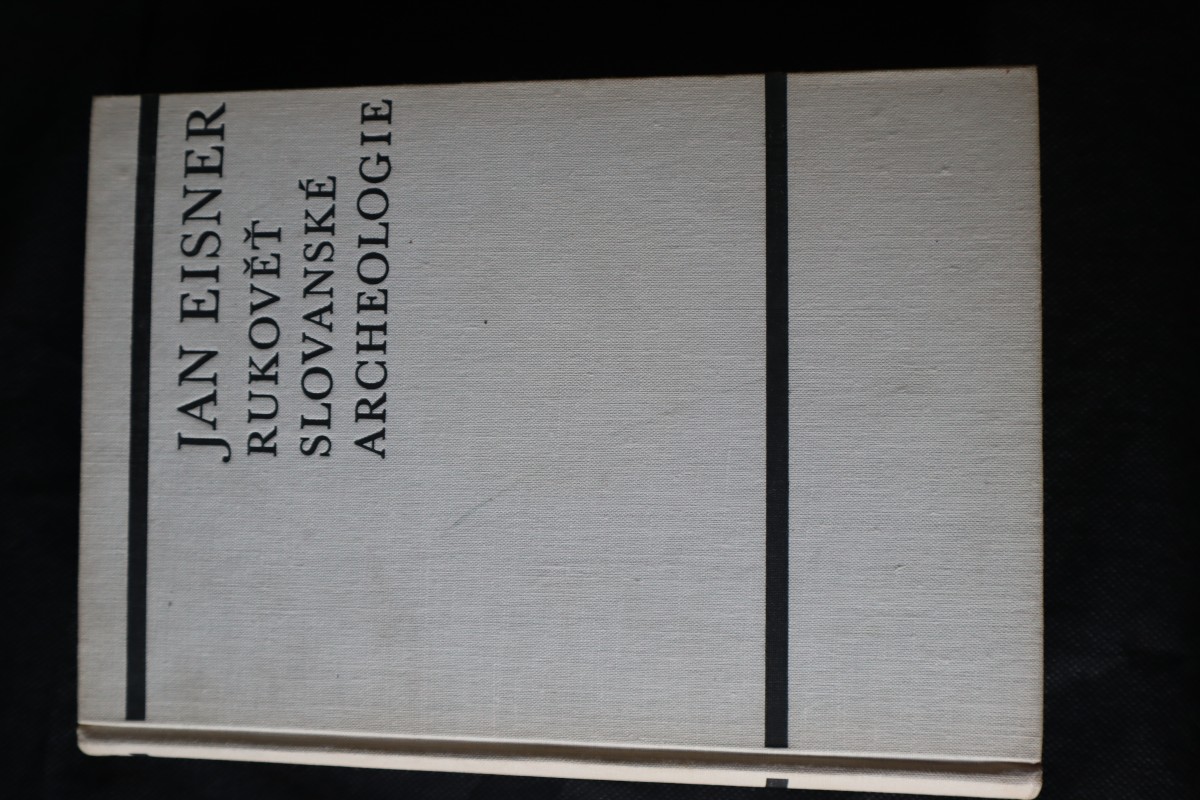 JAN EISNER
RUKOVĚŤ
SLOVANSKÉ
ARCHEOLOGIE